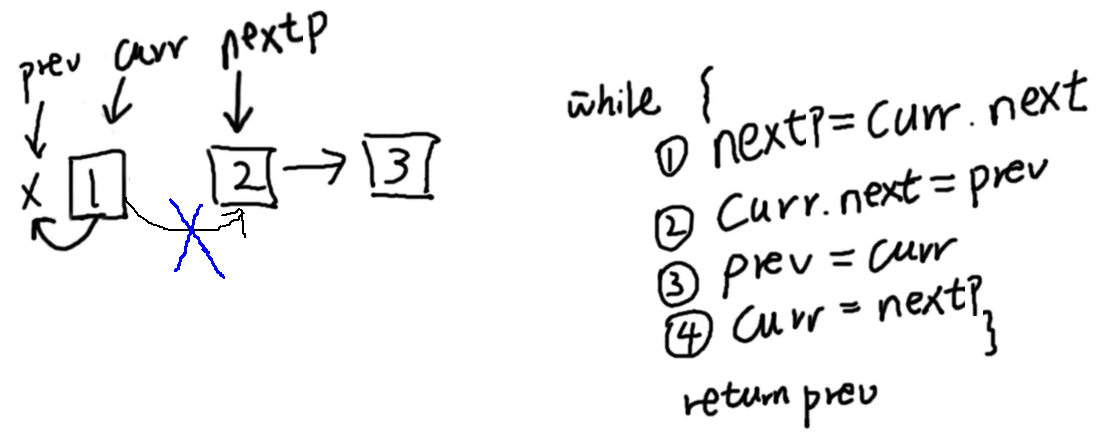 prev curr nextp
X 1 2 3
while {
① nextp = curr.next
② curr.next = prev
③ prev = curr
④ curr = nextp
}
return prev